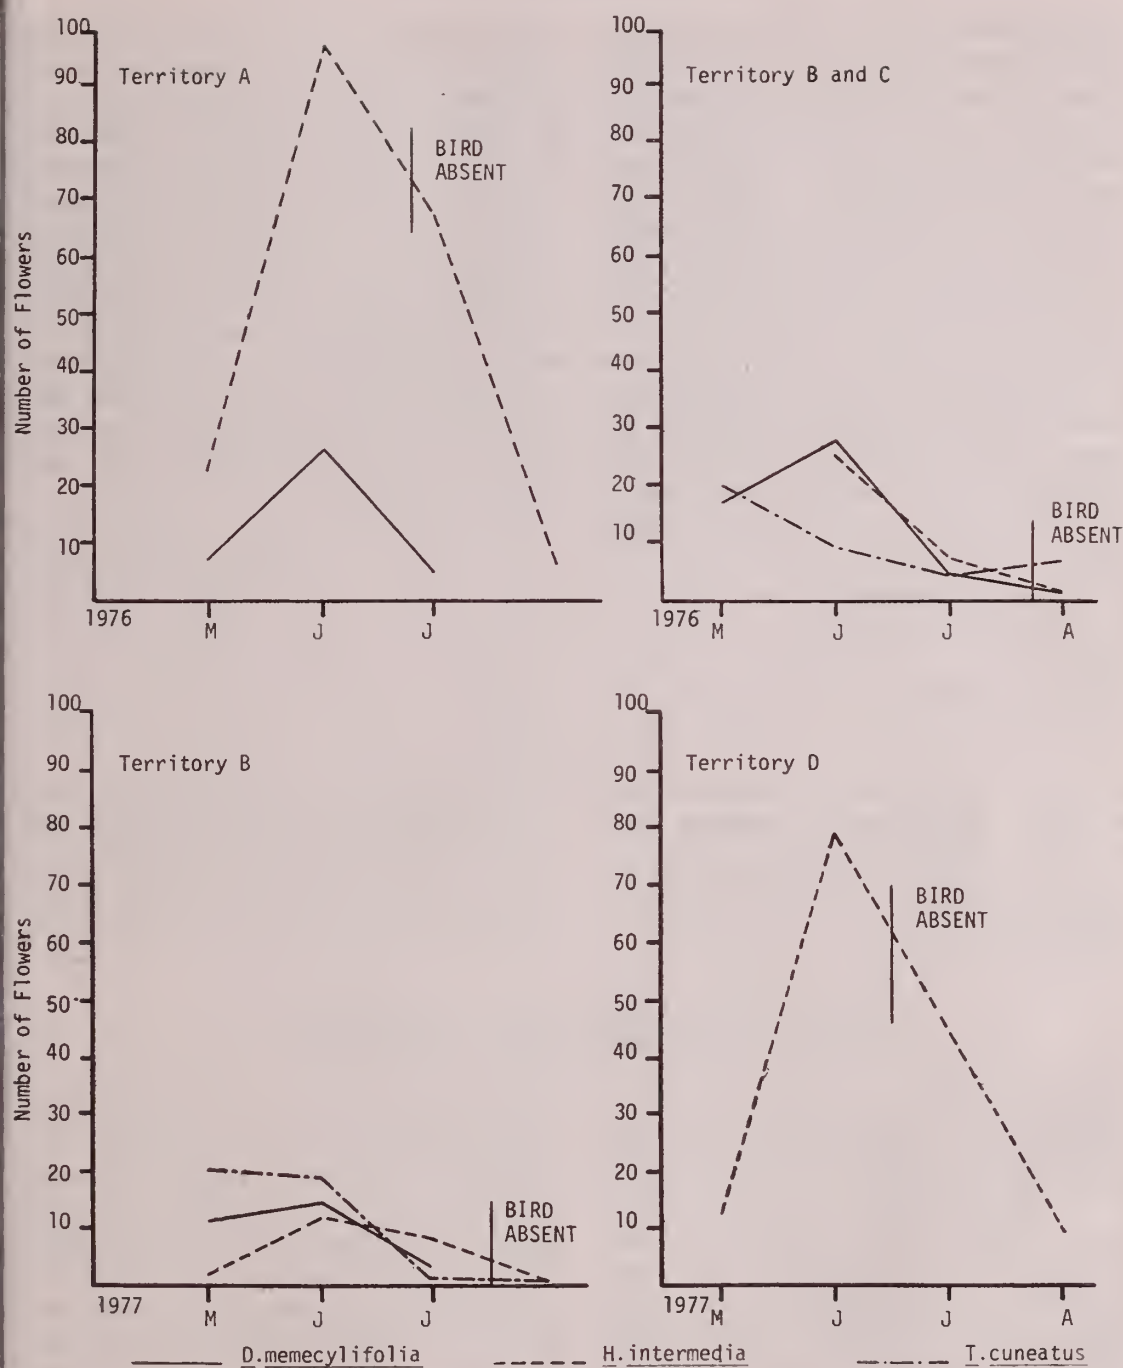 Territory A
Number of Flowers
100
90
80
70
60
50
40
30
20
10
BIRD
ABSENT
1976
M
J
J
Territory B and C
100
90
80
70
60
50
40
30
20
10
BIRD
ABSENT
1976
M
J
J
A
Territory B
Number of Flowers
100
90
80
70
60
50
40
30
20
10
BIRD
ABSENT
1977
M
J
J
Territory D
100
90
80
70
60
50
40
30
20
10
BIRD
ABSENT
1977
M
J
J
A
D.memecylifolia
H.intermedia
T.cuneatus